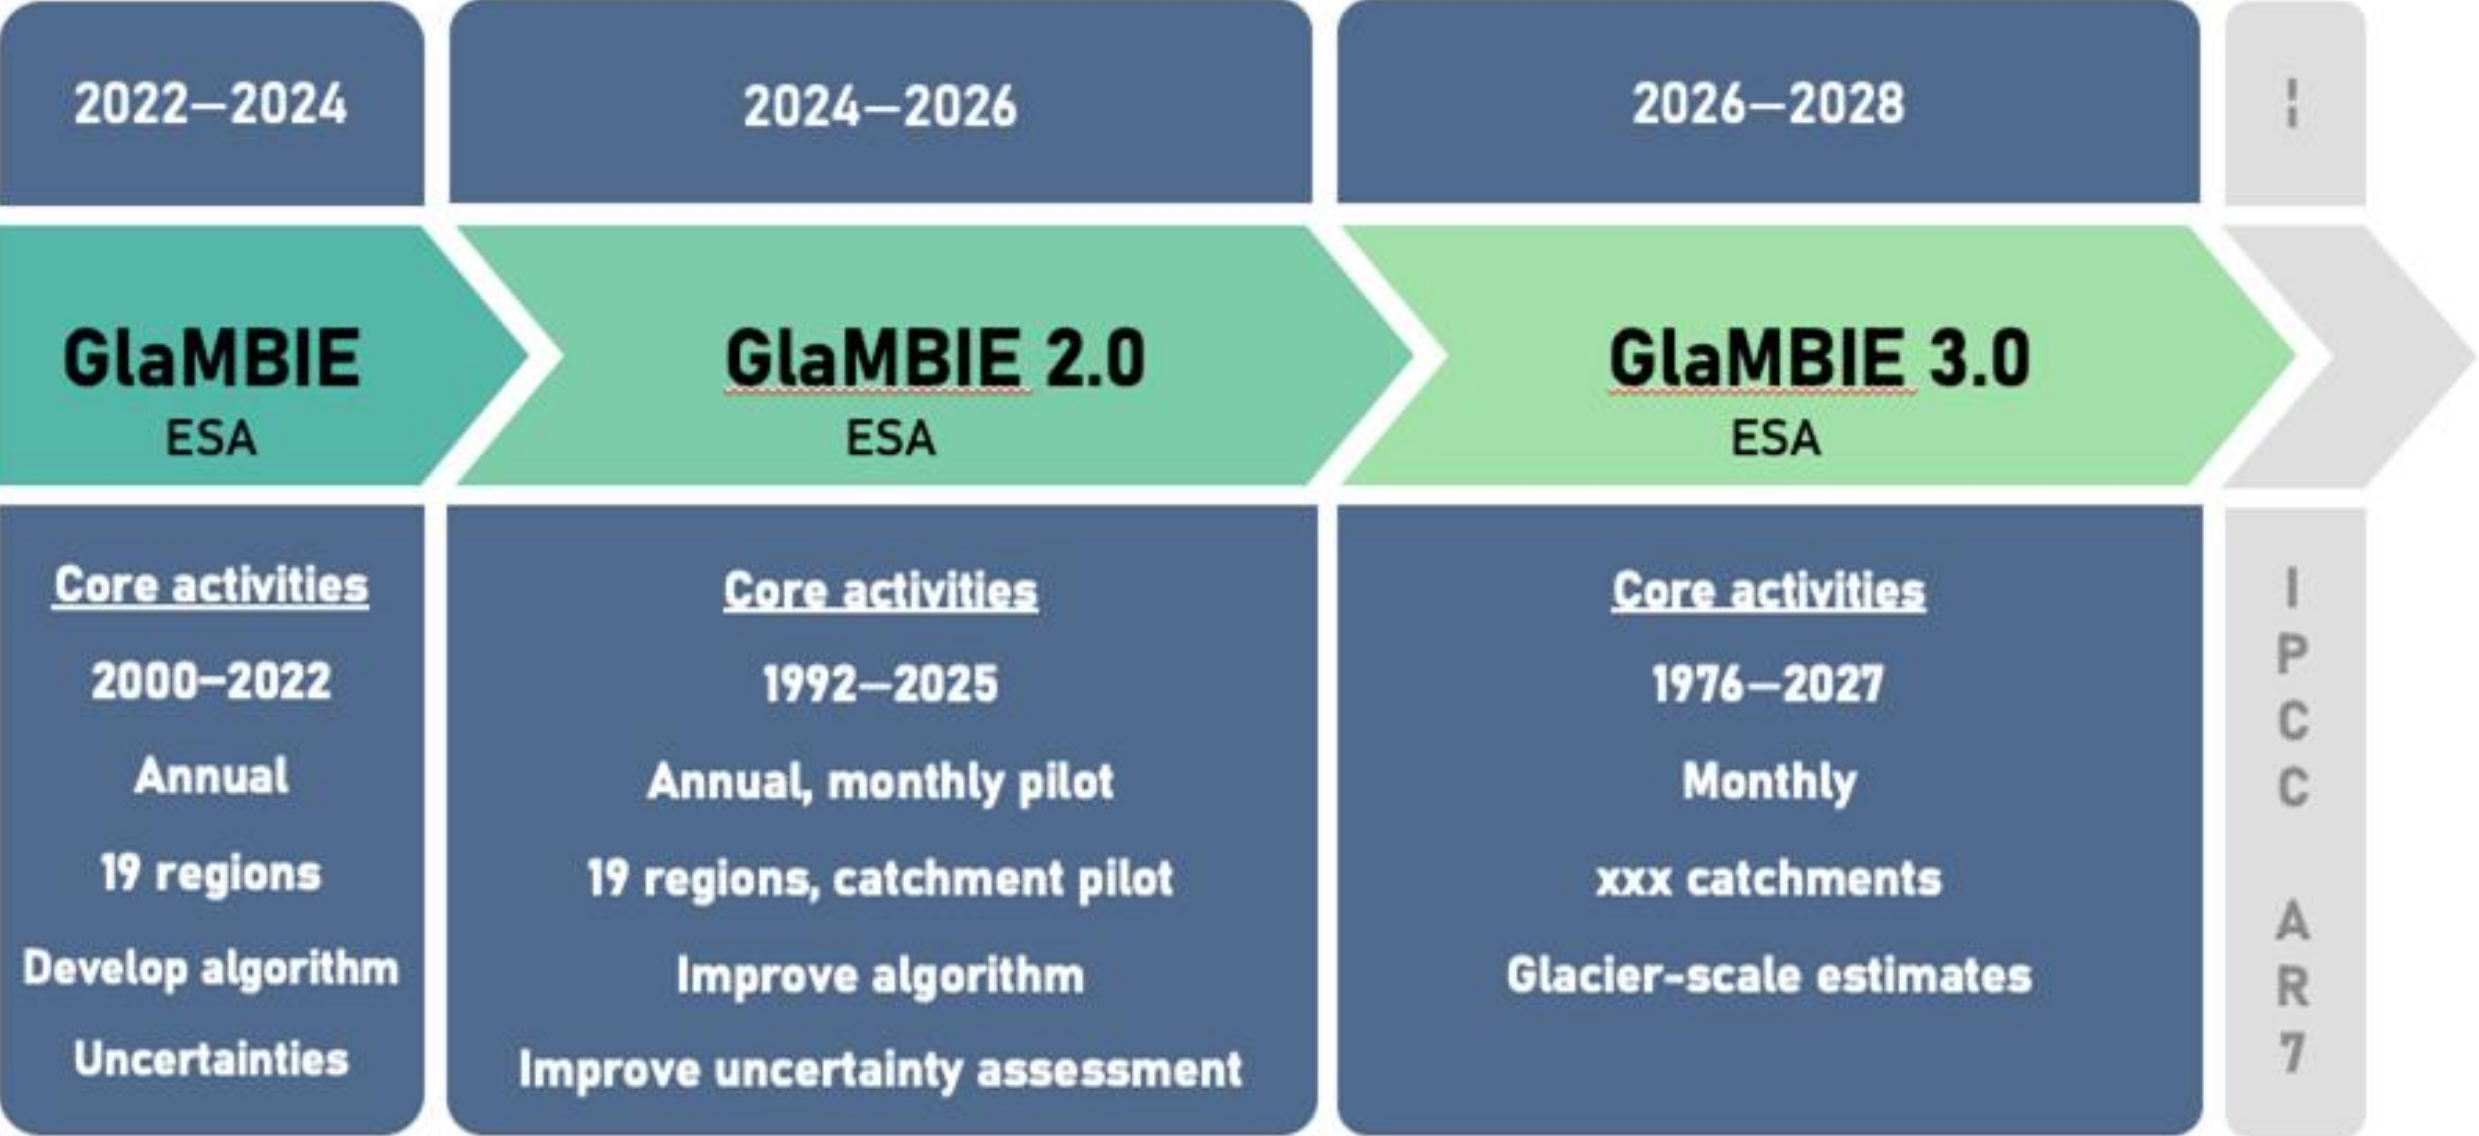 2022—2024
2024—2026
2026—2028
GlaMBIE
ESA
GlaMBIE 2.0
ESA
GlaMBIE 3.0
ESA
Core activities
2000–2022
Annual
19 regions
Develop algorithm
Uncertainties
Core activities
1992—2025
Annual, monthly pilot
19 regions, catchment pilot
Improve algorithm
Improve uncertainty assessment
Core activities
1976—2027
Monthly
xxx catchments
Glacier-scale estimates
I
P
C
C
A
R
7